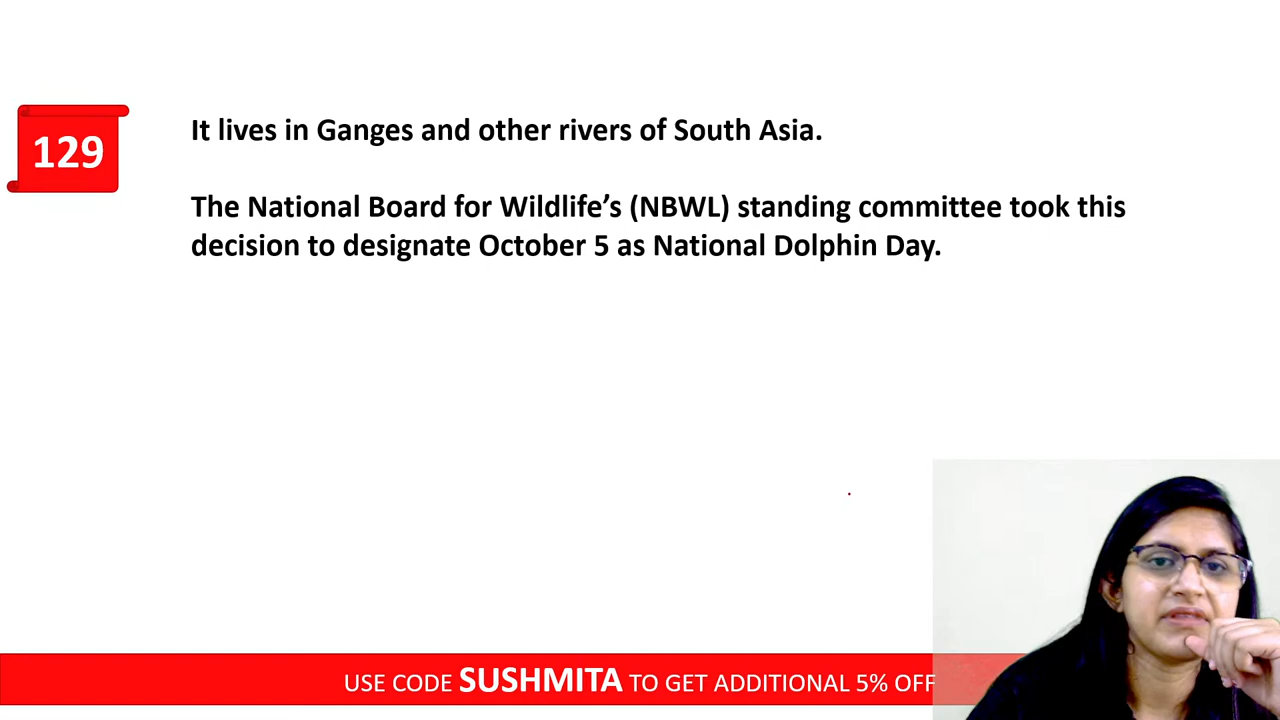 129
It lives in Ganges and other rivers of South Asia.
The National Board for Wildlife’s (NBWL) standing committee took this
decision to designate October 5 as National Dolphin Day.
USE CODE SUSHMITA TO GET ADDITIONAL 5% OFF